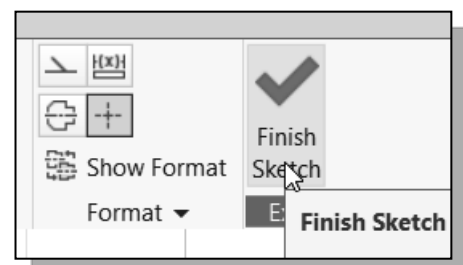 Show Format
Format
Finish
Sketch
Finish Sketch